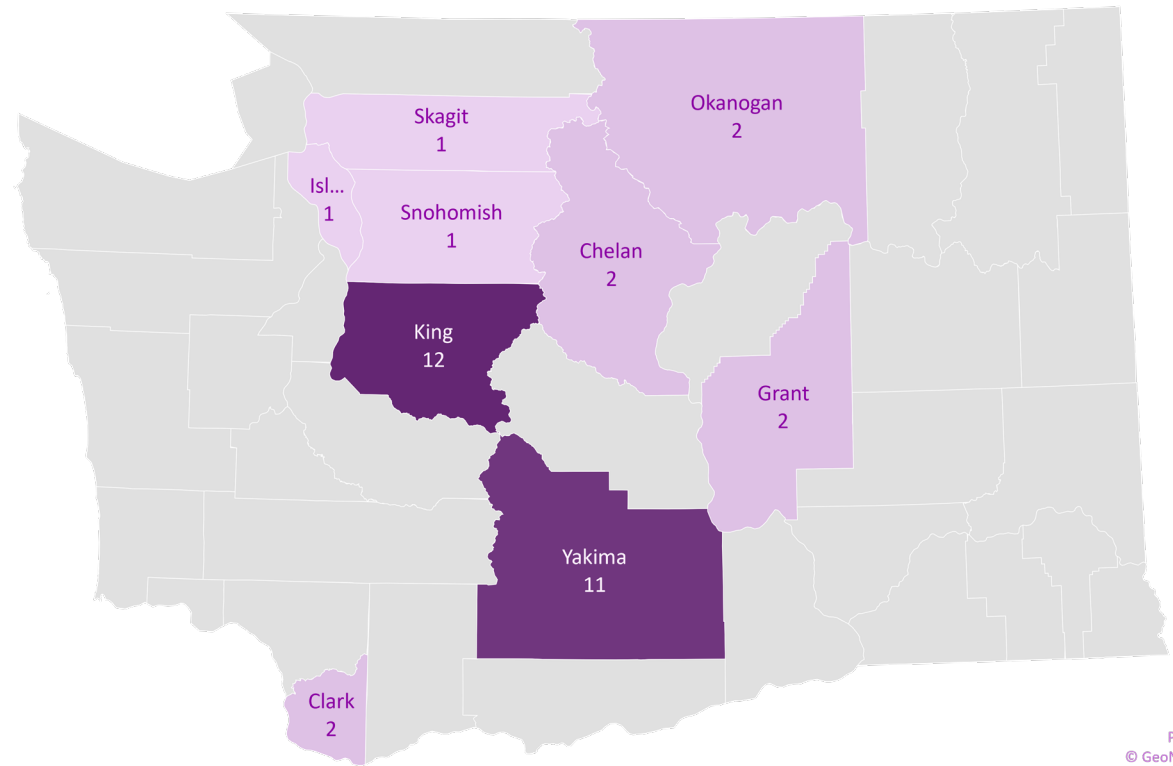 Okanogan
2
Skagit
1
Isl...
1
Snohomish
1
Chelan
2
King
12
Grant
2
Yakima
11
Clark
2
©